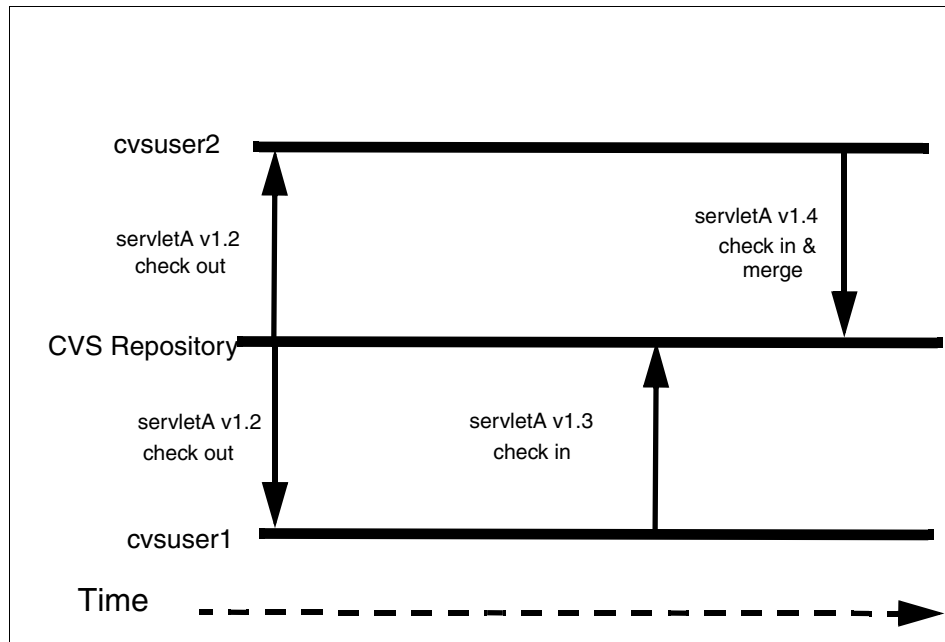 cvsuser2
servletA v1.2
check out
servletA v1.4
check in &
merge
CVS Repository
servletA v1.2
check out
servletA v1.3
check in
cvsuser1
Time